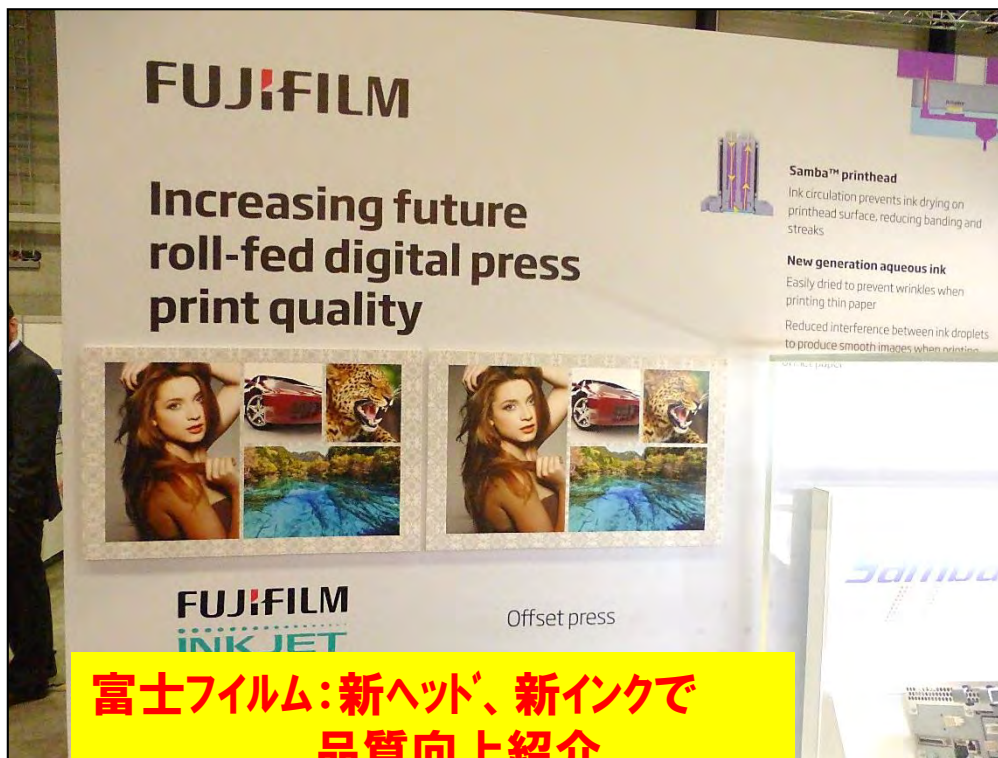 FUJIFILM
Increasing future
roll-fed digital press
print quality
Samba™ printhead
Ink circulation prevents ink drying on
printhead surface, reducing banding and
streaks
New generation aqueous ink
Easily dried to prevent wrinkles when
printing thin paper
Reduced interference between ink droplets
to produce smooth images when printing
paper
FUJIFILM
INKJET
Offset press
Samba
富士フイルム:新ヘッド、新インクで
品質向上紹介